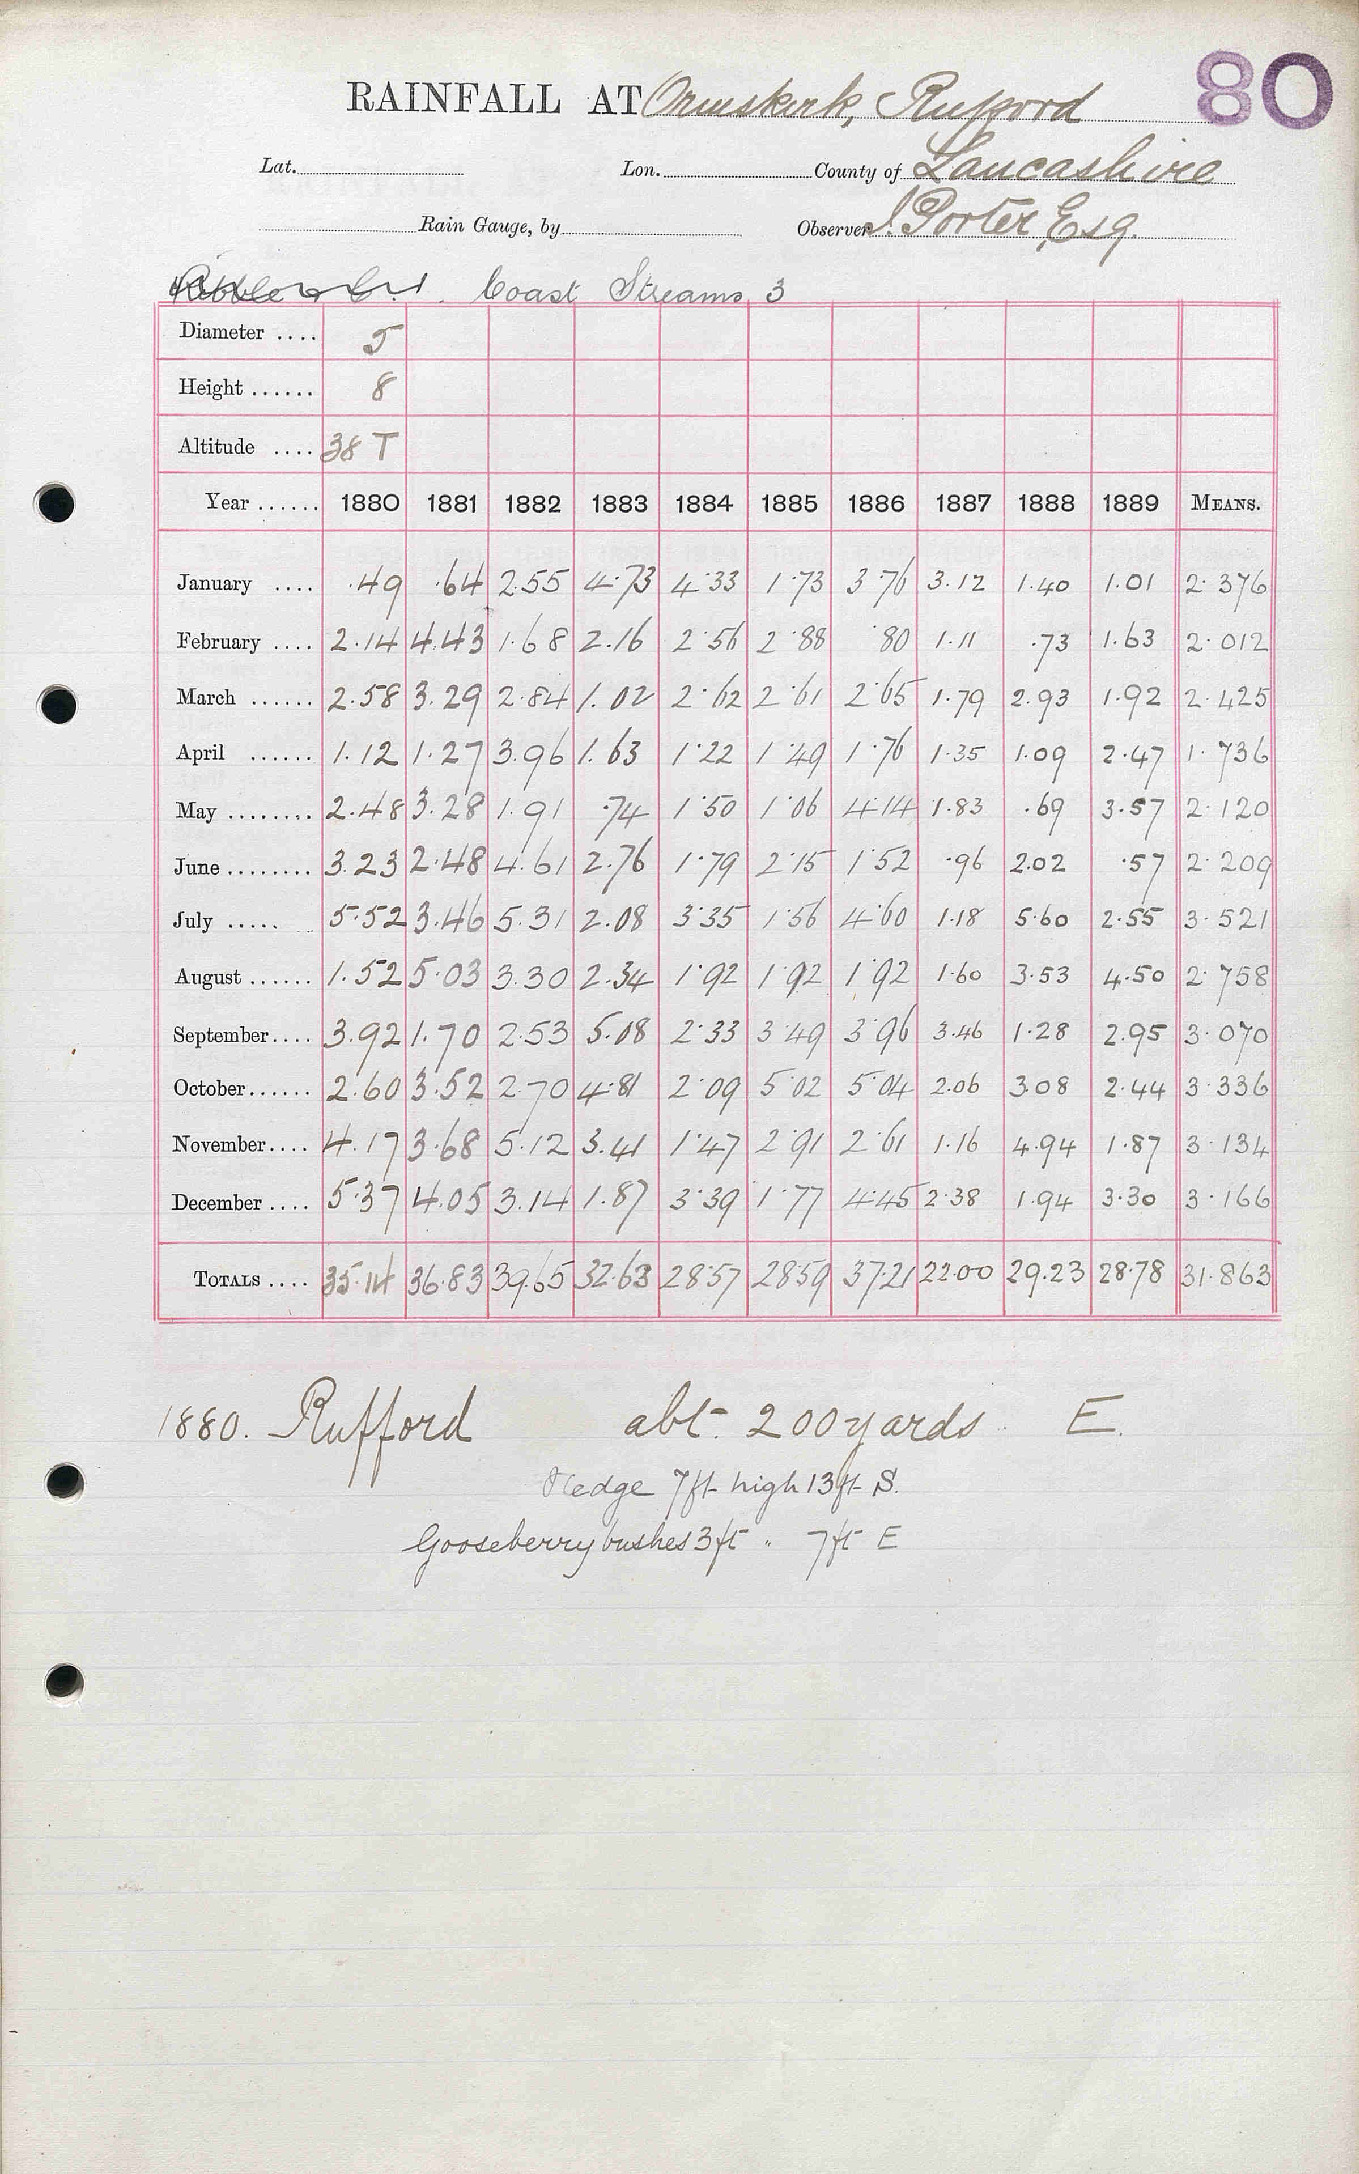 80
RAINFALL AT Ormskirk, Rufford
Lat. Lon. County of Lancashire
Rain Gauge, by Observer J. Porter Esq.
Coast Streams 3
Diameter .... 5
Height ...... 8
Altitude .... 38 T
Year ...... 1880 1881 1882 1883 1884 1885 1886 1887 1888 1889 MEANS.
January .... .49 .64 2.55 4.73 4.33 1.73 3.76 3.12 1.40 1.01 2.376
February .... 2.14 4.43 1.68 2.16 2.56 2.88 .80 1.11 .73 1.63 2.012
March ...... 2.58 3.29 2.84 1.02 2.62 2.61 2.65 1.79 2.93 1.92 2.425
April ...... 1.12 1.27 3.96 1.63 1.22 1.49 1.76 1.35 1.09 2.47 1.736
May ........ 2.48 3.28 1.91 .74 1.50 1.06 4.14 1.83 .69 3.57 2.120
June ........ 3.23 2.48 4.61 2.76 1.79 2.15 1.52 .96 2.02 .57 2.209
July ..... 5.52 3.46 5.31 2.08 3.35 1.56 4.60 1.18 5.60 2.55 3.521
August ...... 1.52 5.03 3.30 2.34 1.92 1.92 1.92 1.60 3.53 4.50 2.758
September.... 3.92 1.70 2.53 5.08 2.33 3.49 3.96 3.46 1.28 2.95 3.070
October...... 2.60 3.52 2.70 4.81 2.09 5.02 5.04 2.06 3.08 2.44 3.336
November.... 4.17 3.68 5.12 3.41 1.47 2.91 2.61 1.16 4.94 1.87 3.134
December .... 5.37 4.05 3.14 1.87 3.39 1.77 4.45 2.38 1.94 3.30 3.166
TOTALS .... 35.14 36.83 39.65 32.63 28.57 28.59 37.21 22.00 29.23 28.78 31.863
1880. Rufford abt. 200 yards E.
Hedge 7ft high 13ft S.
Gooseberry bushes 3ft " 7ft E